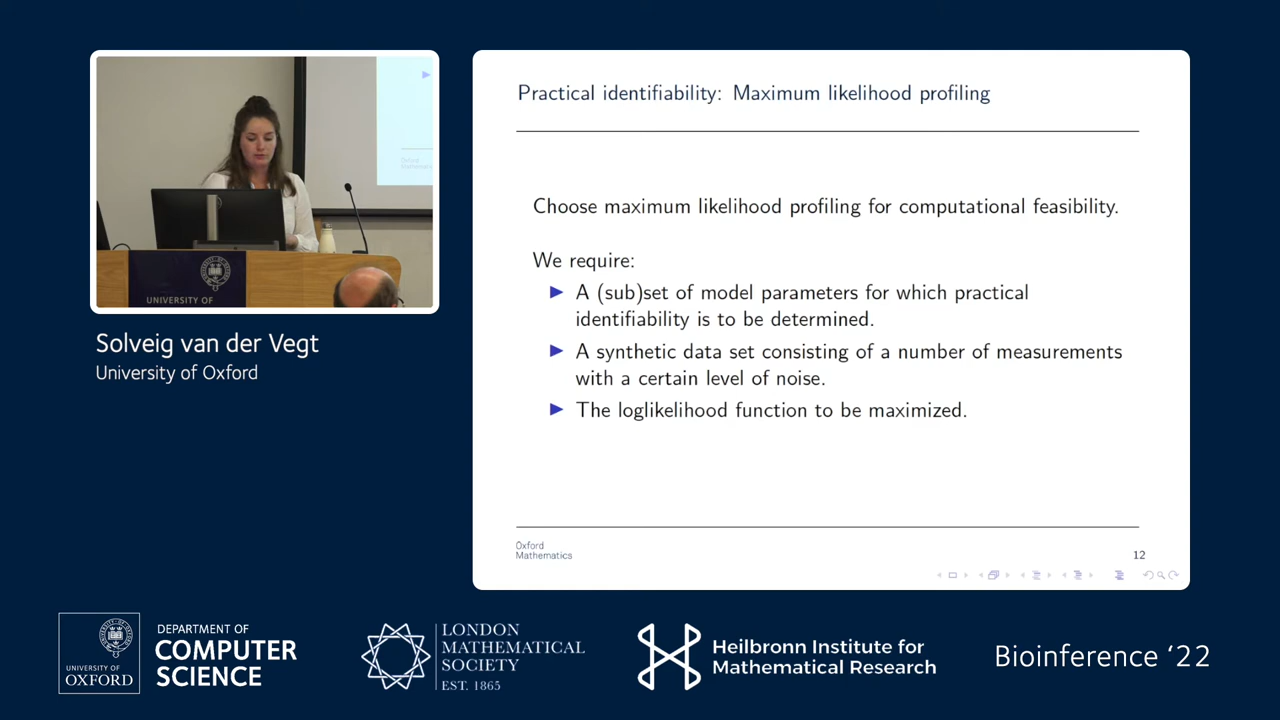 UNIVERSITY OF
Solveig van der Vegt
University of Oxford
Practical identifiability: Maximum likelihood profiling
Choose maximum likelihood profiling for computational feasibility.
We require:
A (sub)set of model parameters for which practical
identifiability is to be determined.
A synthetic data set consisting of a number of measurements
with a certain level of noise.
The loglikelihood function to be maximized.
Oxford
Mathematics
12
UNIVERSITY OF
OXFORD
DEPARTMENT OF
COMPUTER
SCIENCE
LONDON
MATHEMATICAL
SOCIETY
EST. 1865
Heilbronn Institute for
Mathematical Research
Bioinference ‘22